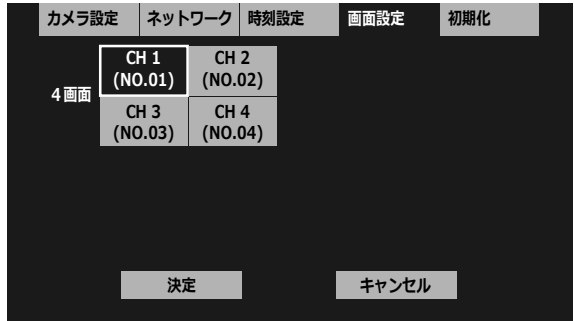 カメラ設定 ネットワーク 時刻設定 画面設定 初期化
CH 1 CH 2
(NO.01) (NO.02)
4画面
CH 3 CH 4
(NO.03) (NO.04)
決定 キャンセル